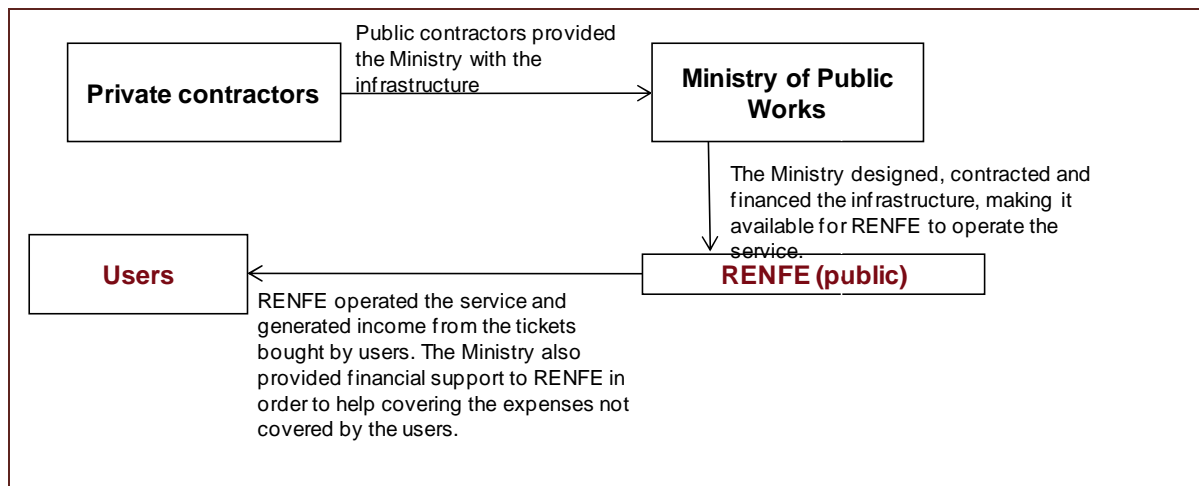 Public contractors provided
the Ministry with the
infrastructure
Private contractors
Ministry of Public
Works
The Ministry designed, contracted and
financed the infrastructure, making it
available for RENFE to operate the
service.
RENFE (public)
Users
RENFE operated the service and
generated income from the tickets
bought by users. The Ministry also
provided financial support to RENFE in
order to help covering the expenses not
covered by the users.